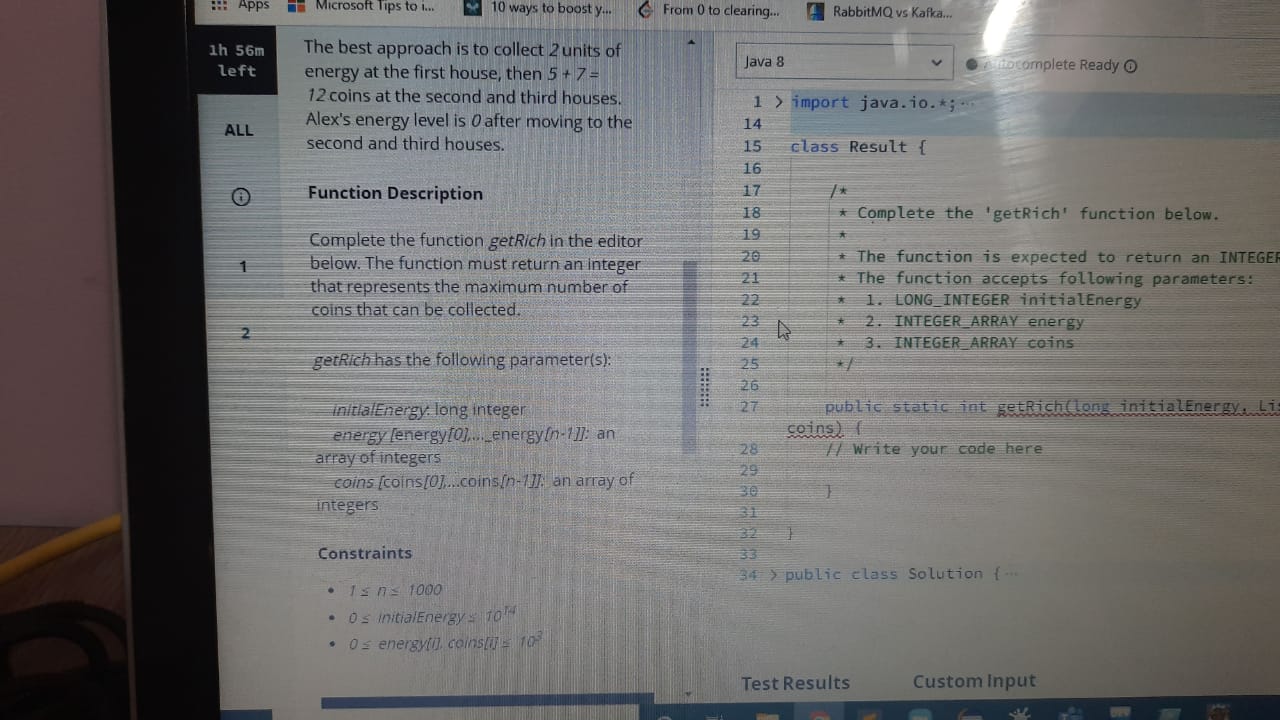 Apps
Microsoft Tips to i...
10 ways to boost y...
From 0 to clearing...
RabbitMQ vs Kafka...
1h 56m
left
ALL
1
2
The best approach is to collect 2 units of
energy at the first house, then 5 + 7 =
12 coins at the second and third houses.
Alex's energy level is 0 after moving to the
second and third houses.
Function Description
Complete the function getRich in the editor
below. The function must return an integer
that represents the maximum number of
coins that can be collected.
getRich has the following parameter(s):
initialEnergy: long integer
energy [energy[0],..._energy[n-1]]: an
array of integers
coins [coins[0],...coins[n-1]]: an array of
integers
Constraints
• 1 ≤ n ≤ 1000
• 0 ≤ initialEnergy ≤ 10^14
• 0 ≤ energy[i], coins[i] ≤ 10^3
Java 8
Autocomplete Ready
1 > import java.io.*;...
14
15 class Result {
16
17 /*
18 * Complete the 'getRich' function below.
19 *
20 * The function is expected to return an INTEGER
21 * The function accepts following parameters:
22 * 1. LONG_INTEGER initialEnergy
23 * 2. INTEGER_ARRAY energy
24 * 3. INTEGER_ARRAY coins
25 */
26
27 public static int getRich(long initialEnergy, Lis
coins) {
28 // Write your code here
29
30 }
31
32 }
33
34 > public class Solution {...
Test Results
Custom Input